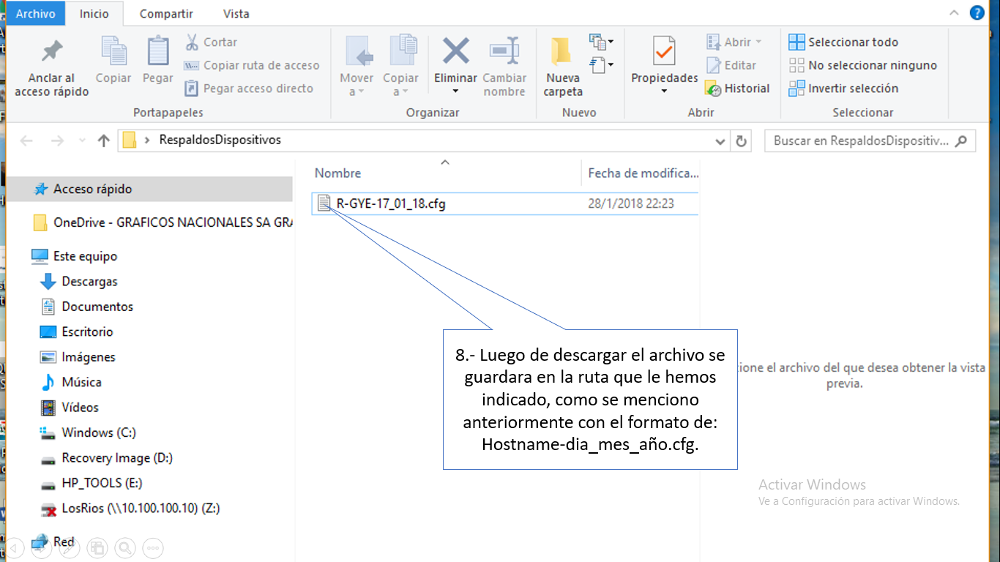 Archivo
Inicio
Compartir
Vista
Anclar al
acceso rápido
Copiar
Pegar
Cortar
Copiar ruta de acceso
Pegar acceso directo
Portapapeles
Mover
a
Copiar
a
Eliminar
Cambiar
nombre
Organizar
Nueva
carpeta
Nuevo
Propiedades
Abrir
Editar
Historial
Abrir
Seleccionar todo
No seleccionar ninguno
Invertir selección
Seleccionar
RespaldosDispositivos
Buscar en RespaldosDispositiv...
Nombre
Fecha de modifica...
Acceso rápido
OneDrive - GRAFICOS NACIONALES SA GRA
Este equipo
Descargas
Documentos
Escritorio
Imágenes
Música
Vídeos
Windows (C:)
Recovery Image (D:)
HP_TOOLS (E:)
LosRios (\\10.100.100.10) (Z:)
Red
R-GYE-17_01_18.cfg
28/1/2018 22:23
8.- Luego de descargar el archivo se
guardara en la ruta que le hemos
indicado, como se menciono
anteriormente con el formato de:
Hostname-dia_mes_año.cfg.
cione el archivo del que desea obtener la vista
previa.
Activar Windows
Ve a Configuración para activar Windows.